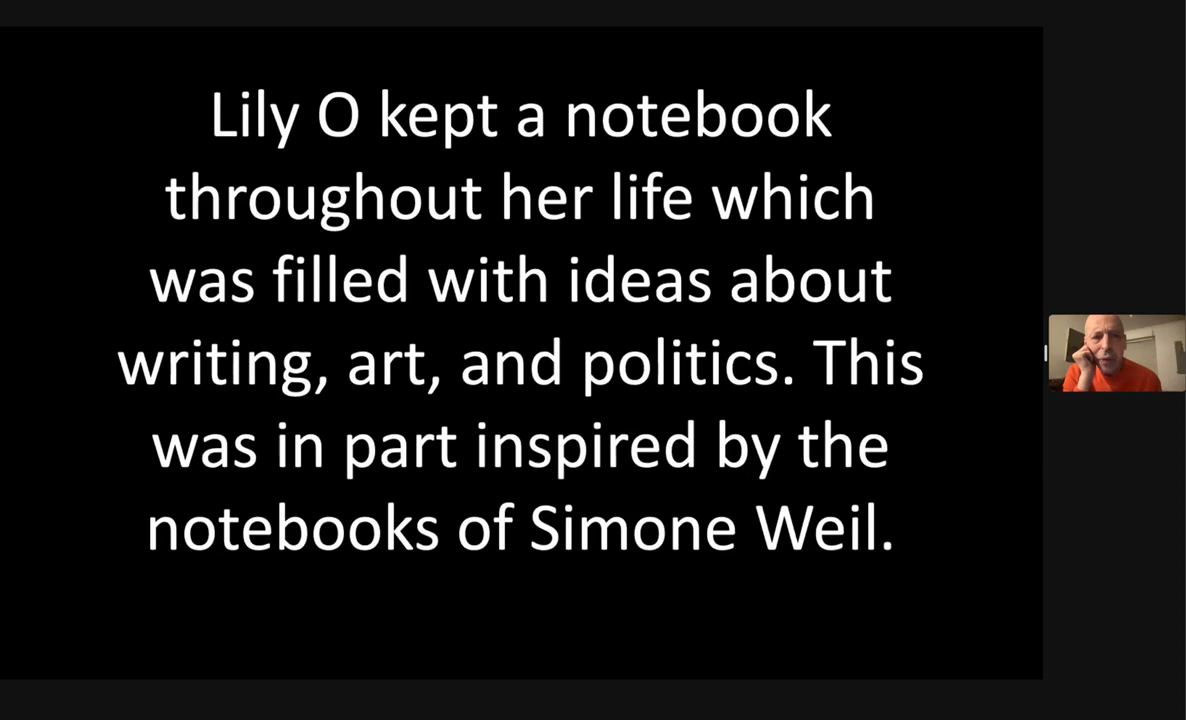 Lily O kept a notebook
throughout her life which
was filled with ideas about
writing, art, and politics. This
was in part inspired by the
notebooks of Simone Weil.